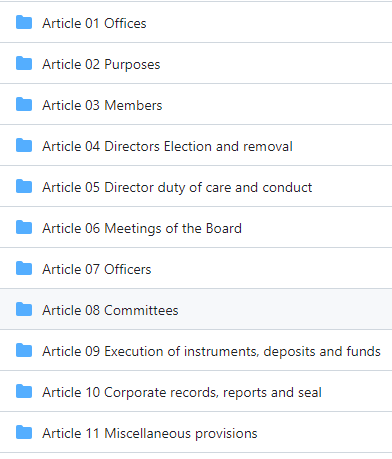 Article 01 Offices
Article 02 Purposes
Article 03 Members
Article 04 Directors Election and removal
Article 05 Director duty of care and conduct
Article 06 Meetings of the Board
Article 07 Officers
Article 08 Committees
Article 09 Execution of instruments, deposits and funds
Article 10 Corporate records, reports and seal
Article 11 Miscellaneous provisions